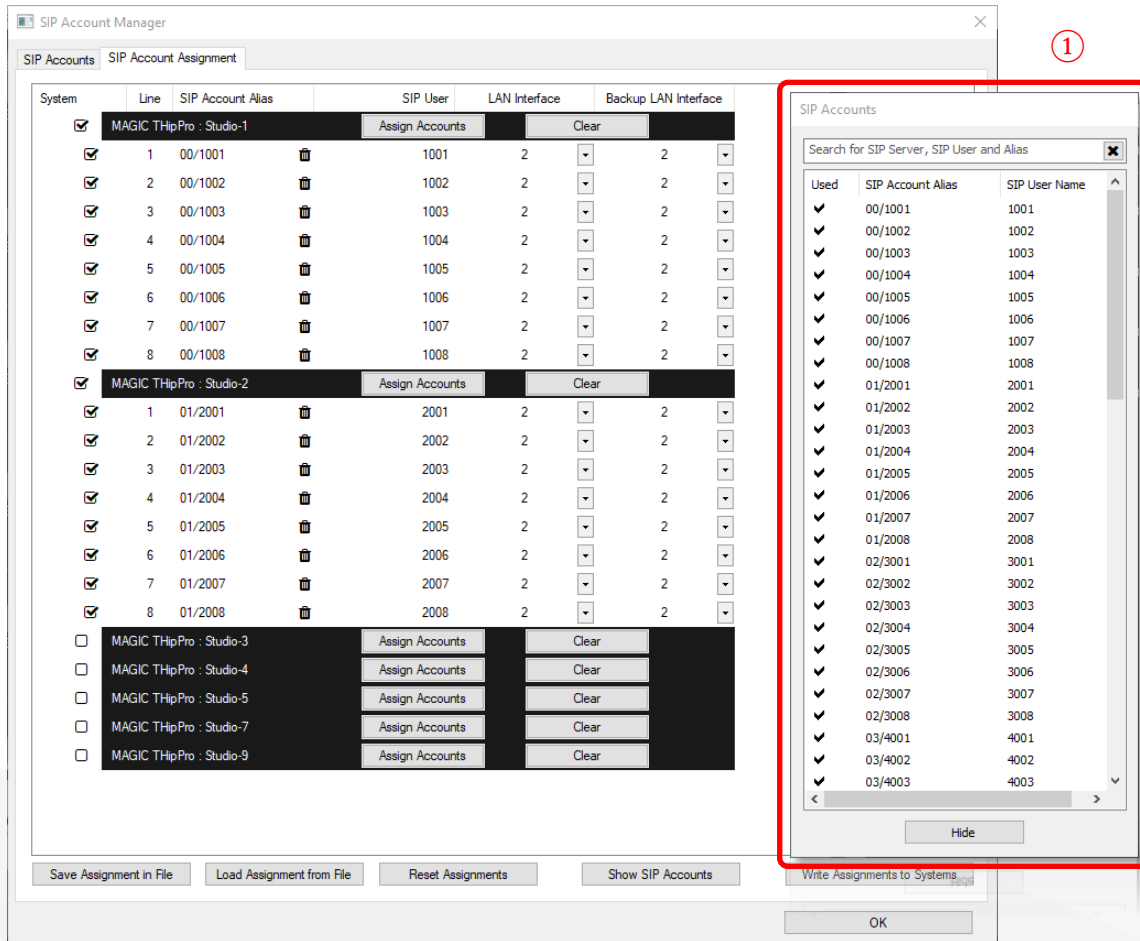 SIP Account Manager
①
SIP Accounts SIP Account Assignment
System Line SIP Account Alias SIP User LAN Interface Backup LAN Interface
MAGIC THipPro : Studio-1 Assign Accounts Clear
1 00/1001 1001 2 2
2 00/1002 1002 2 2
3 00/1003 1003 2 2
4 00/1004 1004 2 2
5 00/1005 1005 2 2
6 00/1006 1006 2 2
7 00/1007 1007 2 2
8 00/1008 1008 2 2
MAGIC THipPro : Studio-2 Assign Accounts Clear
1 01/2001 2001 2 2
2 01/2002 2002 2 2
3 01/2003 2003 2 2
4 01/2004 2004 2 2
5 01/2005 2005 2 2
6 01/2006 2006 2 2
7 01/2007 2007 2 2
8 01/2008 2008 2 2
MAGIC THipPro : Studio-3 Assign Accounts Clear
MAGIC THipPro : Studio-4 Assign Accounts Clear
MAGIC THipPro : Studio-5 Assign Accounts Clear
MAGIC THipPro : Studio-7 Assign Accounts Clear
MAGIC THipPro : Studio-9 Assign Accounts Clear
SIP Accounts
Search for SIP Server, SIP User and Alias
Used SIP Account Alias SIP User Name
00/1001 1001
00/1002 1002
00/1003 1003
00/1004 1004
00/1005 1005
00/1006 1006
00/1007 1007
00/1008 1008
01/2001 2001
01/2002 2002
01/2003 2003
01/2004 2004
01/2005 2005
01/2006 2006
01/2007 2007
01/2008 2008
02/3001 3001
02/3002 3002
02/3003 3003
02/3004 3004
02/3005 3005
02/3006 3006
02/3007 3007
02/3008 3008
03/4001 4001
03/4002 4002
03/4003 4003
Hide
Save Assignment in File Load Assignment from File Reset Assignments Show SIP Accounts Write Assignments to Systems
OK